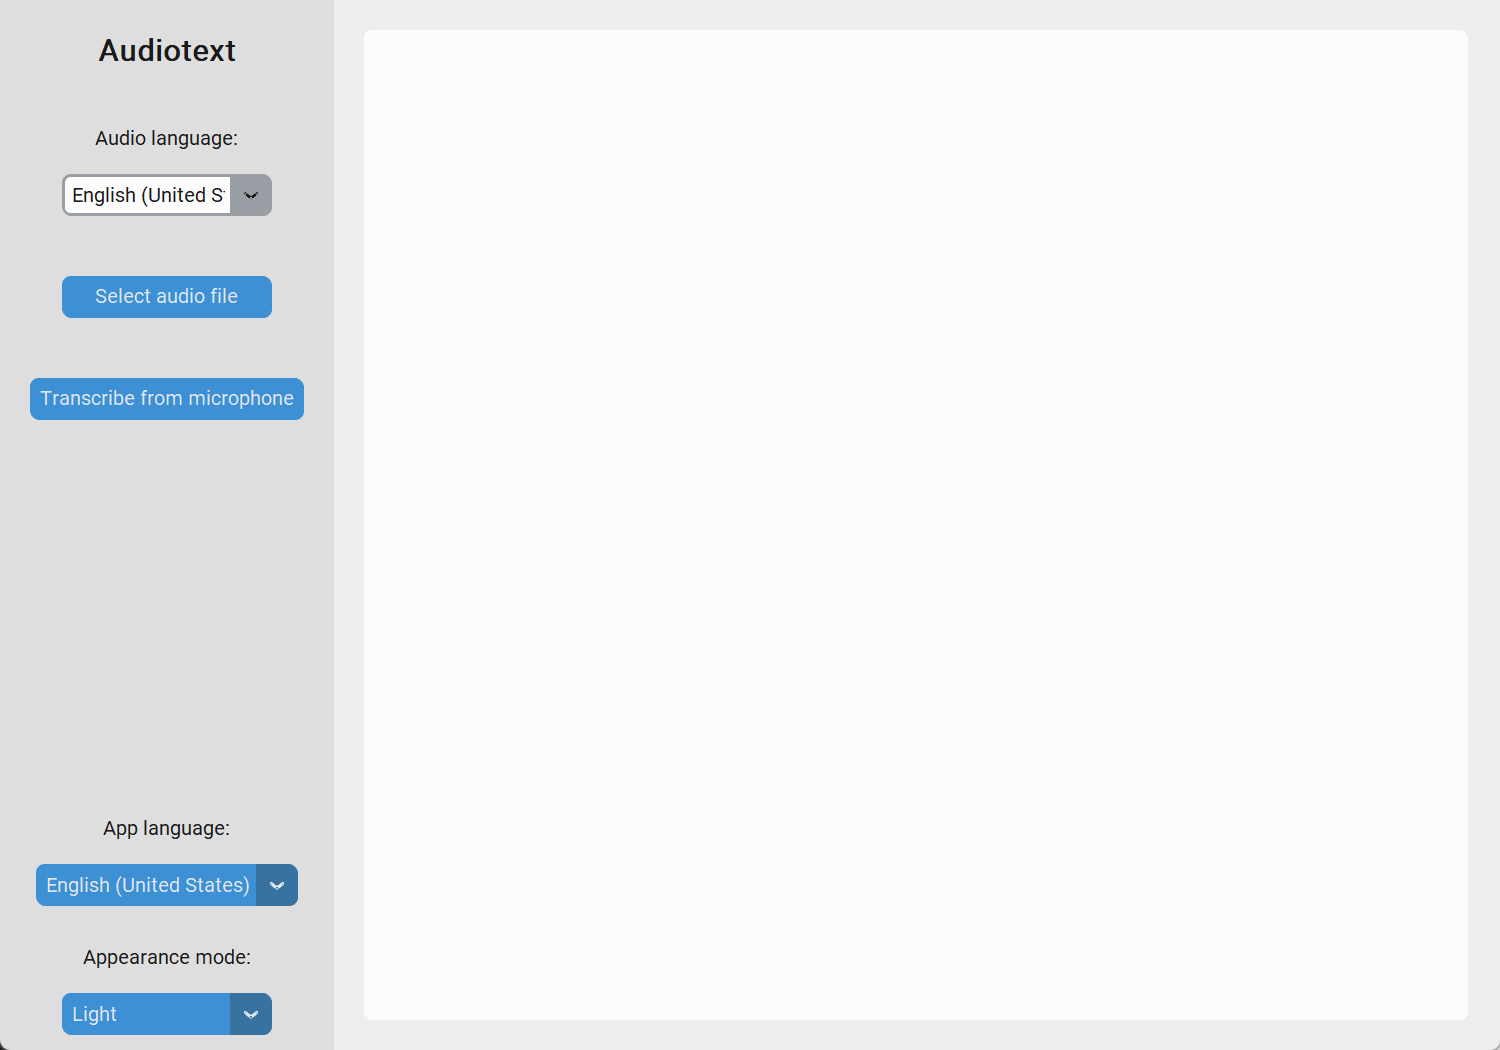 Audiotext
Audio language:
English (United S
Select audio file
Transcribe from microphone
App language:
English (United States)
Appearance mode:
Light